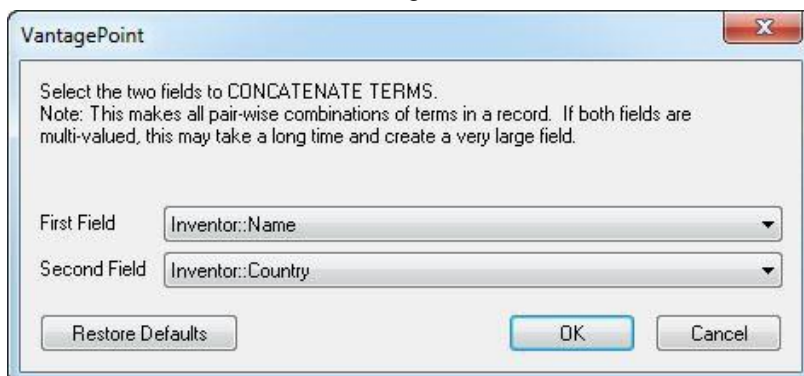 VantagePoint
Select the two fields to CONCATENATE TERMS.
Note: This makes all pair-wise combinations of terms in a record. If both fields are
multi-valued, this may take a long time and create a very large field.
First Field Inventor::Name
Second Field Inventor::Country
Restore Defaults OK Cancel